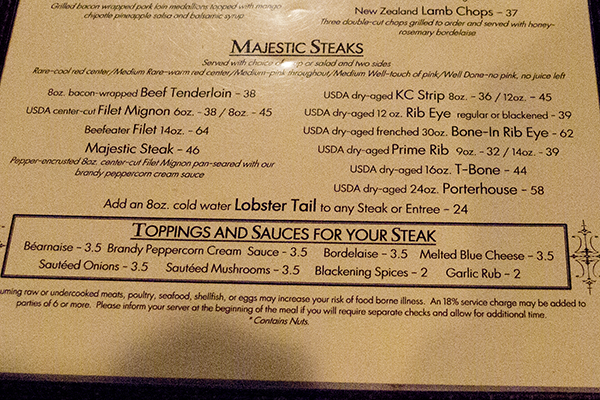 Grilled bacon wrapped pork loin medallions topped with mango
chipotle pineapple salsa and balsamic syrup
New Zealand Lamb Chops - 37
Three double-cut chops grilled to order and served with honey-
rosemary bordelaise
MAJESTIC STEAKS
Served with choice of or salad and two sides
Rare-cool red center/Medium Rare-warm red center/Medium-pink throughout/Medium Well-touch of pink/Well Done-no pink, no juice left
8oz. bacon-wrapped Beef Tenderloin - 38
USDA center-cut Filet Mignon 6oz. - 38 / 8oz. - 45
Beefeater Filet 14oz. - 64
Majestic Steak - 46
Pepper-encrusted 8oz. center-cut Filet Mignon pan-seared with our
brandy peppercorn cream sauce
USDA dry-aged KC Strip 8oz. - 36 / 12oz. - 45
USDA dry-aged 12 oz. Rib Eye regular or blackened - 39
USDA dry-aged frenched 30oz. Bone-In Rib Eye - 62
USDA dry-aged Prime Rib 9oz. - 32 / 14oz. - 39
USDA dry-aged 16oz. T-Bone - 44
USDA dry-aged 24oz. Porterhouse - 58
Add an 8oz. cold water Lobster Tail to any Steak or Entree - 24
TOPPINGS AND SAUCES FOR YOUR STEAK
Béarnaise - 3.5 Brandy Peppercorn Cream Sauce - 3.5 Bordelaise - 3.5 Melted Blue Cheese - 3.5
Sautéed Onions - 3.5 Sautéed Mushrooms - 3.5 Blackening Spices - 2 Garlic Rub - 2
uming raw or undercooked meats, poultry, seafood, shellfish, or eggs may increase your risk of food borne illness. An 18% service charge may be added to
parties of 6 or more. Please inform your server at the beginning of the meal if you will require separate checks and allow for additional time.
* Contains Nuts.